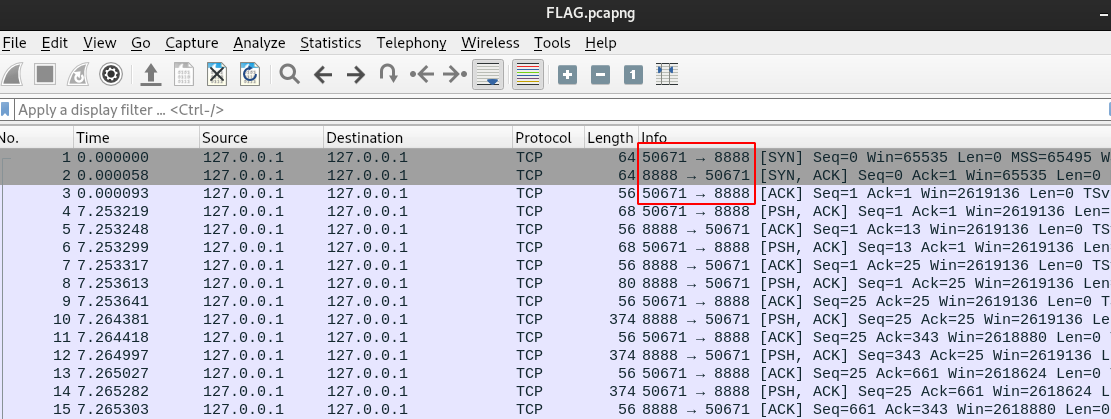 FLAG.pcapng
File Edit View Go Capture Analyze Statistics Telephony Wireless Tools Help
Apply a display filter … <Ctrl-/>
No. Time Source Destination Protocol Length Info
1 0.000000 127.0.0.1 127.0.0.1 TCP 64 50671 → 8888 [SYN] Seq=0 Win=65535 Len=0 MSS=65495 W
2 0.000058 127.0.0.1 127.0.0.1 TCP 64 8888 → 50671 [SYN, ACK] Seq=0 Ack=1 Win=65535 Len=0
3 0.000093 127.0.0.1 127.0.0.1 TCP 56 50671 → 8888 [ACK] Seq=1 Ack=1 Win=2619136 Len=0 TSv
4 7.253219 127.0.0.1 127.0.0.1 TCP 68 50671 → 8888 [PSH, ACK] Seq=1 Ack=1 Win=2619136 Len=
5 7.253248 127.0.0.1 127.0.0.1 TCP 56 8888 → 50671 [ACK] Seq=1 Ack=13 Win=2619136 Len=0 TS
6 7.253299 127.0.0.1 127.0.0.1 TCP 68 50671 → 8888 [PSH, ACK] Seq=13 Ack=1 Win=2619136 Len
7 7.253317 127.0.0.1 127.0.0.1 TCP 56 8888 → 50671 [ACK] Seq=1 Ack=25 Win=2619136 Len=0 TS
8 7.253613 127.0.0.1 127.0.0.1 TCP 80 8888 → 50671 [PSH, ACK] Seq=1 Ack=25 Win=2619136 Len
9 7.253641 127.0.0.1 127.0.0.1 TCP 56 50671 → 8888 [ACK] Seq=25 Ack=25 Win=2619136 Len=0 T
10 7.264381 127.0.0.1 127.0.0.1 TCP 374 8888 → 50671 [PSH, ACK] Seq=25 Ack=25 Win=2619136 Le
11 7.264418 127.0.0.1 127.0.0.1 TCP 56 50671 → 8888 [ACK] Seq=25 Ack=343 Win=2618880 Len=0
12 7.264997 127.0.0.1 127.0.0.1 TCP 374 8888 → 50671 [PSH, ACK] Seq=343 Ack=25 Win=2619136 L
13 7.265027 127.0.0.1 127.0.0.1 TCP 56 50671 → 8888 [ACK] Seq=25 Ack=661 Win=2618624 Len=0
14 7.265282 127.0.0.1 127.0.0.1 TCP 374 50671 → 8888 [PSH, ACK] Seq=25 Ack=661 Win=2618624 L
15 7.265303 127.0.0.1 127.0.0.1 TCP 56 8888 → 50671 [ACK] Seq=661 Ack=343 Win=2618880 Len=0